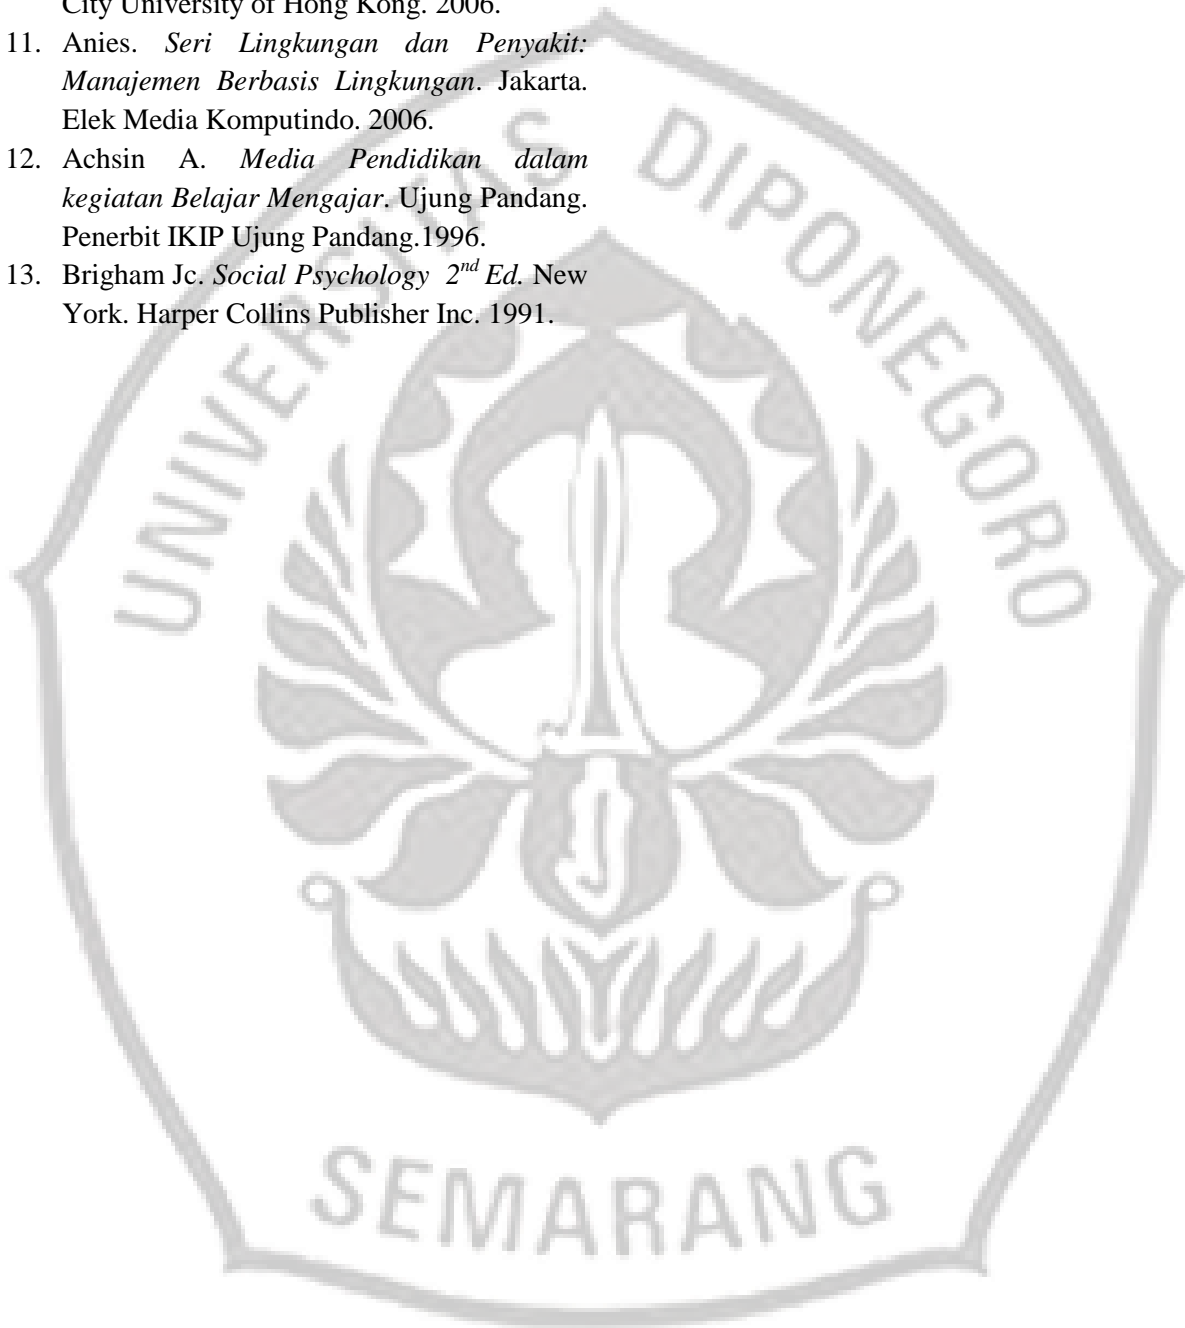 City University of Hong Kong. 2006.
11. Anies. Seri Lingkungan dan Penyakit:
Manajemen Berbasis Lingkungan. Jakarta.
Elek Media Komputindo. 2006.
12. Achsin A. Media Pendidikan dalam
kegiatan Belajar Mengajar. Ujung Pandang.
Penerbit IKIP Ujung Pandang.1996.
13. Brigham Jc. Social Psychology 2nd Ed. New
York. Harper Collins Publisher Inc. 1991.
UNIVERSITAS DIPONEGORO
SEMARANG